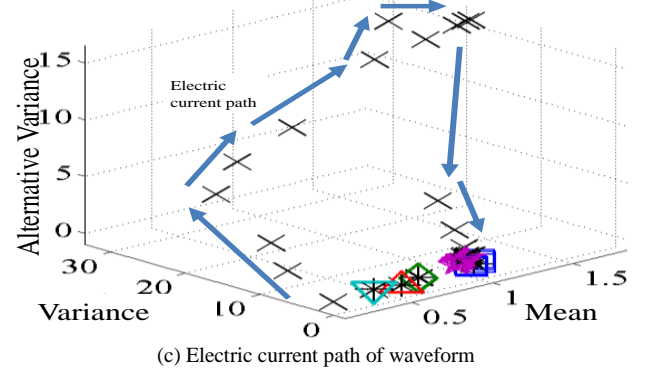 Alternative Variance
15
10
5
0
Electric
current path
30
20
10
0
Variance
0.5
1
1.5
Mean
(c) Electric current path of waveform